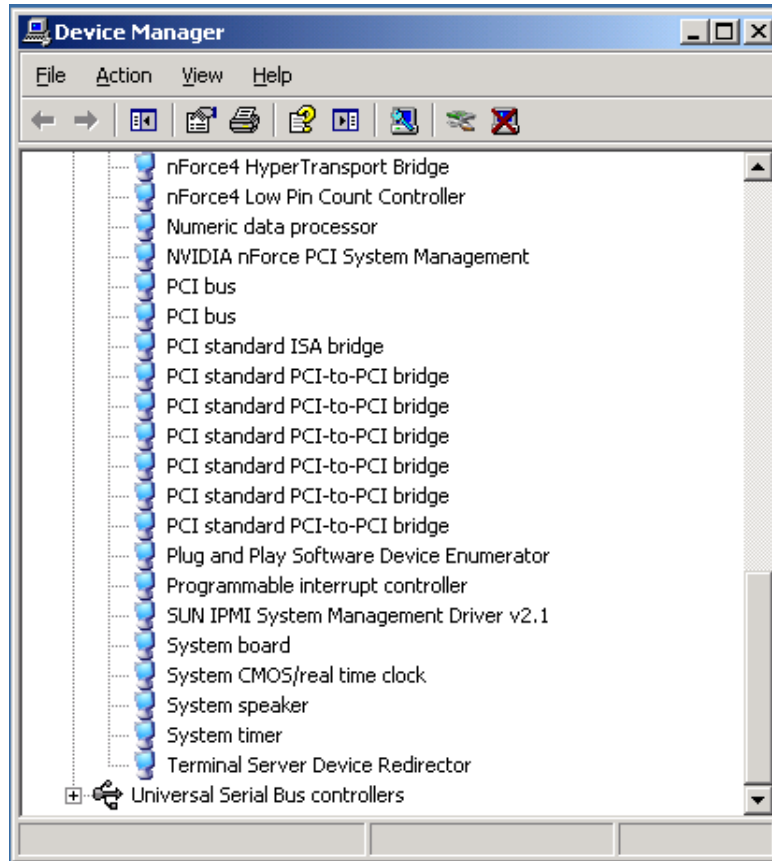 Device Manager
File Action View Help
nForce4 HyperTransport Bridge
nForce4 Low Pin Count Controller
Numeric data processor
NVIDIA nForce PCI System Management
PCI bus
PCI bus
PCI standard ISA bridge
PCI standard PCI-to-PCI bridge
PCI standard PCI-to-PCI bridge
PCI standard PCI-to-PCI bridge
PCI standard PCI-to-PCI bridge
PCI standard PCI-to-PCI bridge
PCI standard PCI-to-PCI bridge
Plug and Play Software Device Enumerator
Programmable interrupt controller
SUN IPMI System Management Driver v2.1
System board
System CMOS/real time clock
System speaker
System timer
Terminal Server Device Redirector
Universal Serial Bus controllers